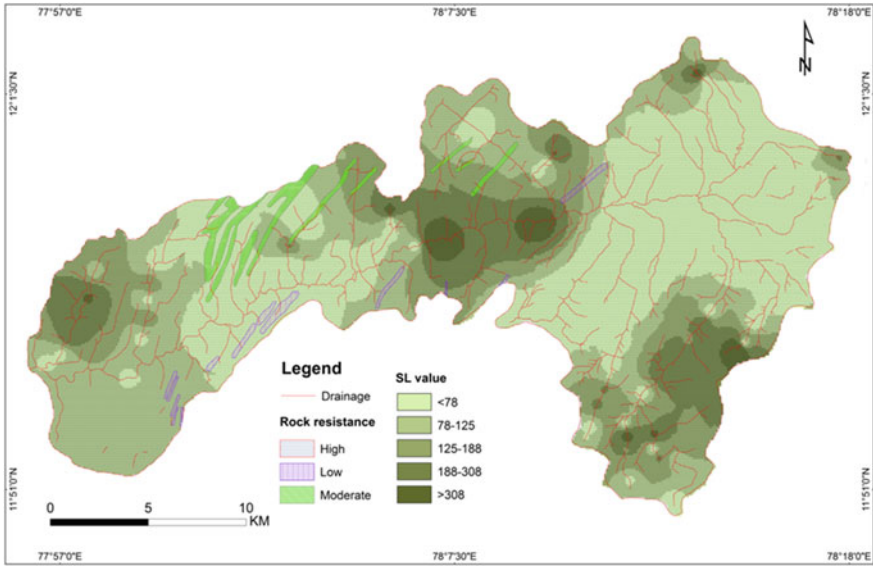 77°57'0"E 78°7'30"E 78°18'0"E
12°1'30"N 12°1'30"N
N
Legend
Drainage
Rock resistance
High
Low
Moderate
SL value
<78
78-125
125-188
188-308
>308
11°51'0"N 11°51'0"N
0 5 10
KM
77°57'0"E 78°7'30"E 78°18'0"E